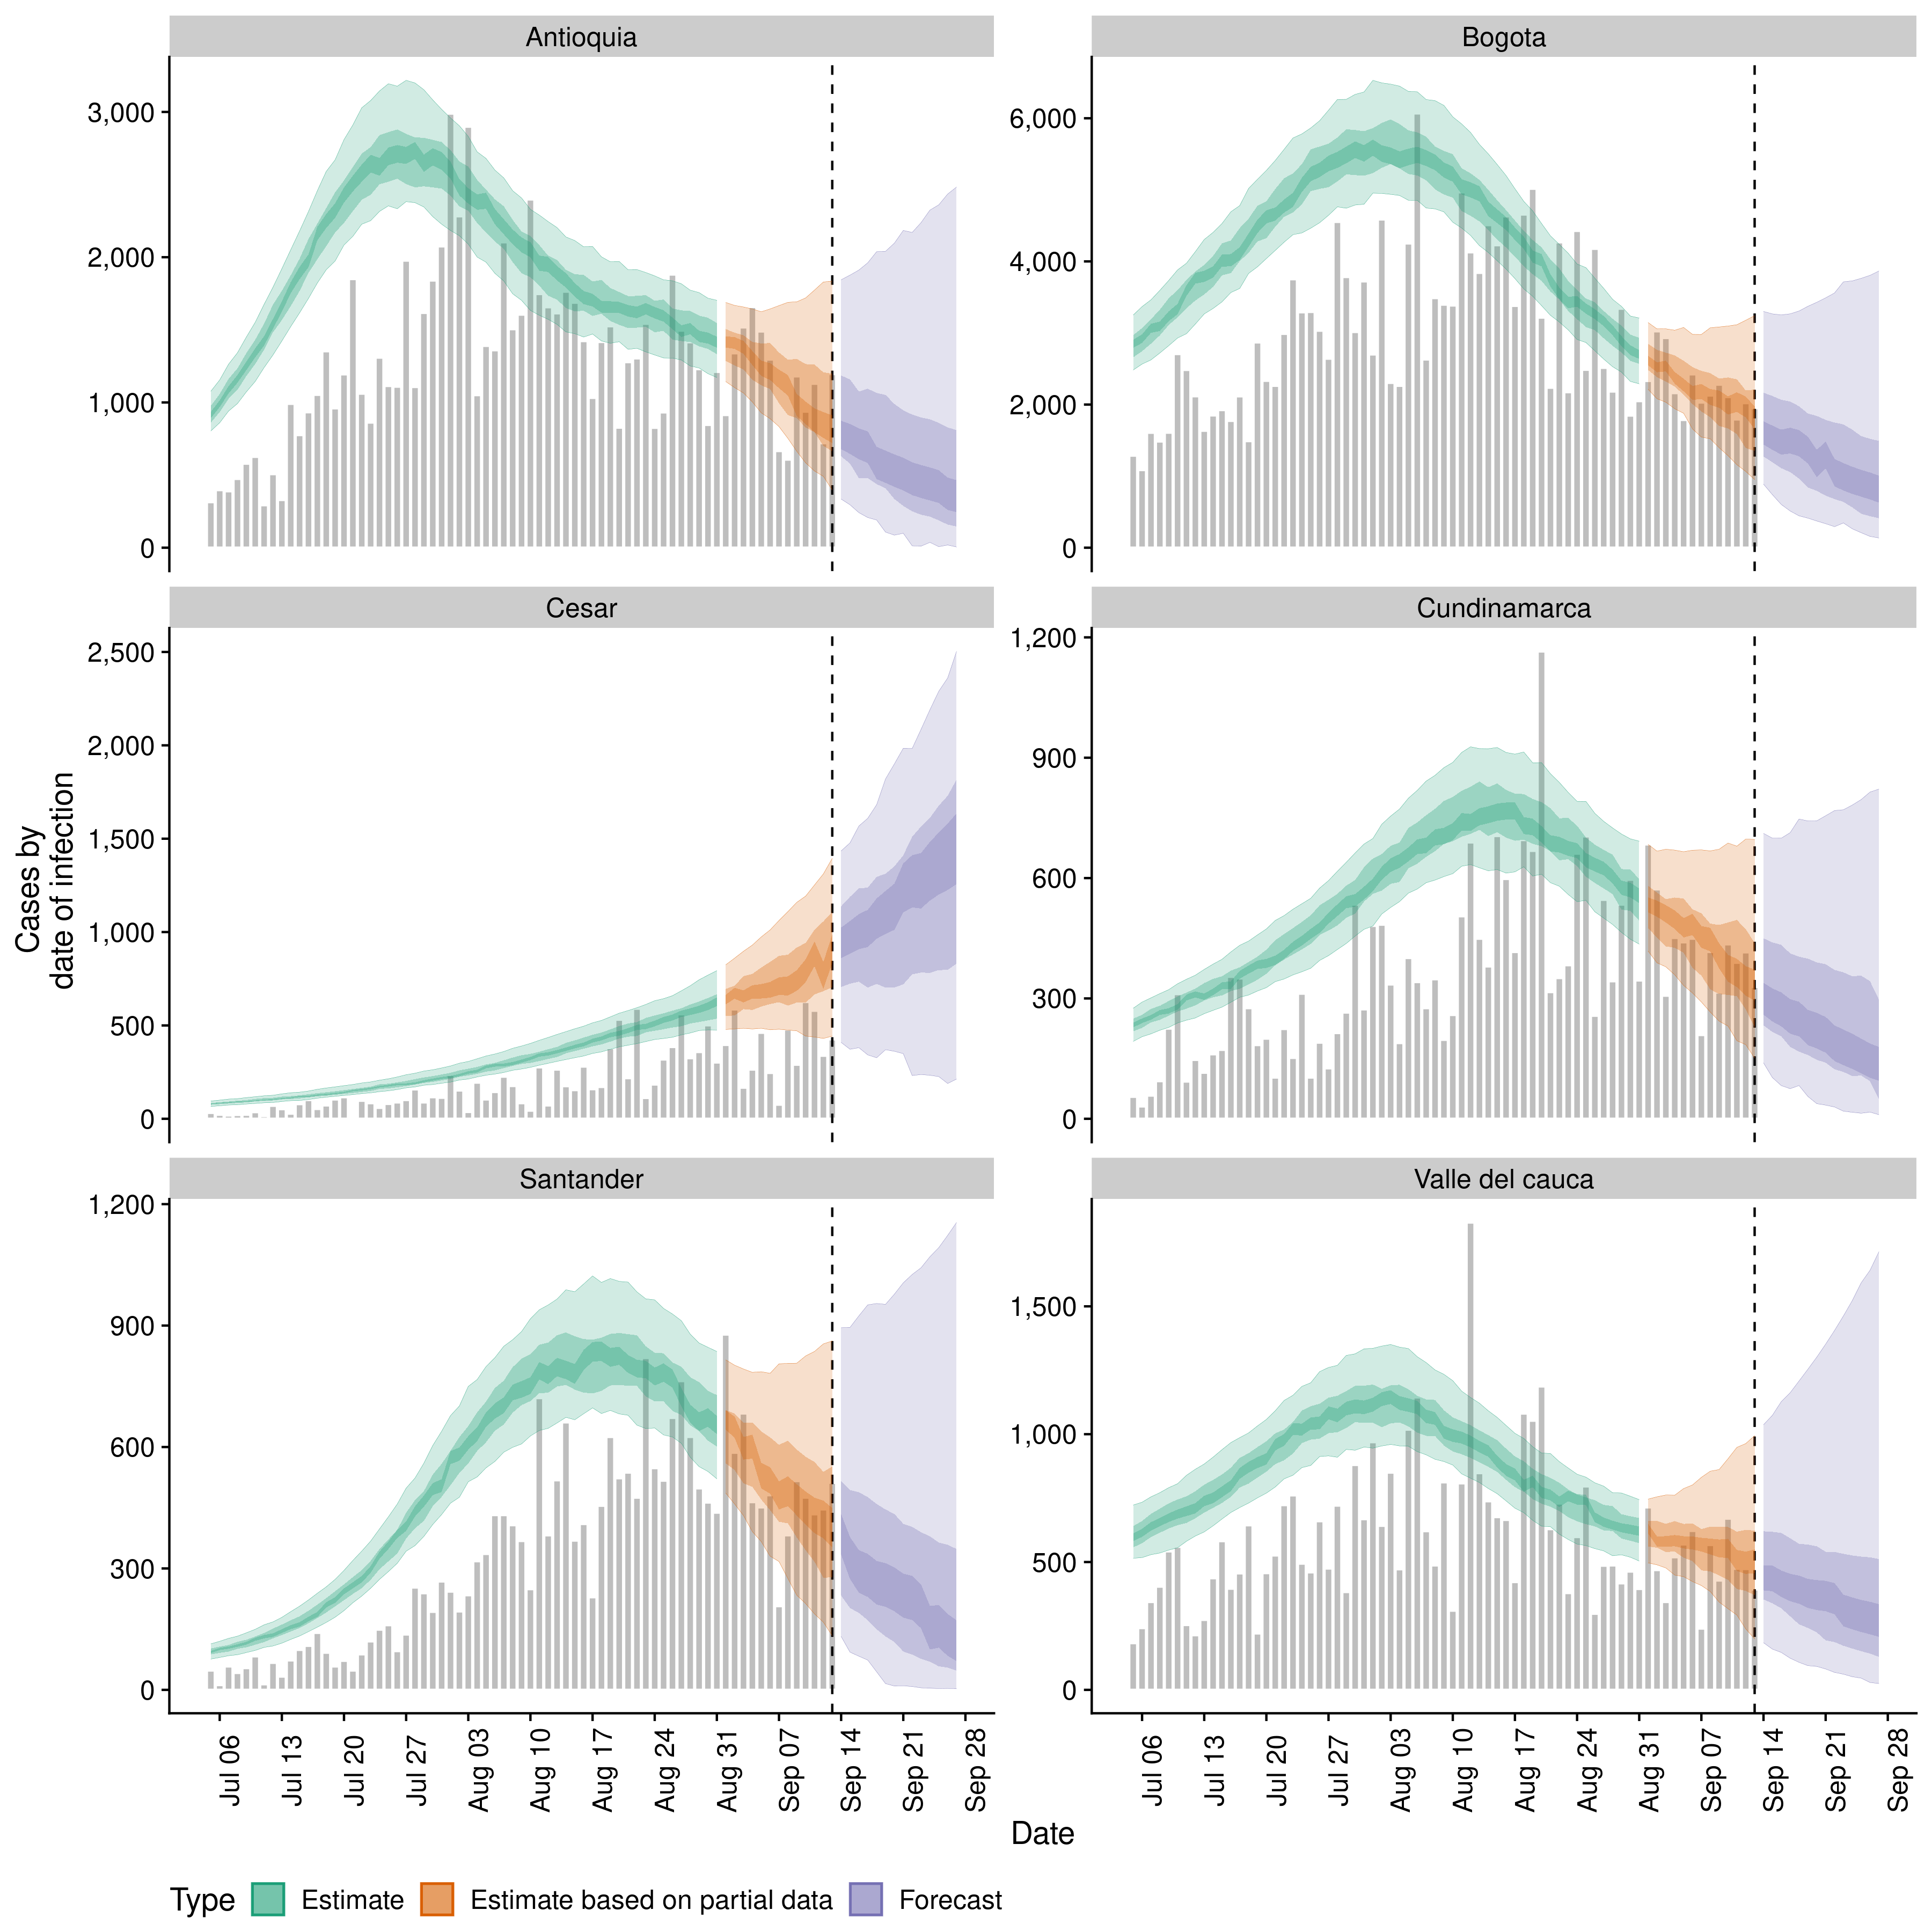 Antioquia
Bogota
3,000
2,000
1,000
0
6,000
4,000
2,000
0
Cesar
Cundinamarca
2,500
2,000
1,500
1,000
500
0
1,200
900
600
300
0
Santander
Valle del cauca
1,200
900
600
300
0
1,500
1,000
500
0
Cases by
date of infection
Jul 06
Jul 13
Jul 20
Jul 27
Aug 03
Aug 10
Aug 17
Aug 24
Aug 31
Sep 07
Sep 14
Sep 21
Sep 28
Jul 06
Jul 13
Jul 20
Jul 27
Aug 03
Aug 10
Aug 17
Aug 24
Aug 31
Sep 07
Sep 14
Sep 21
Sep 28
Date
Type Estimate Estimate based on partial data Forecast